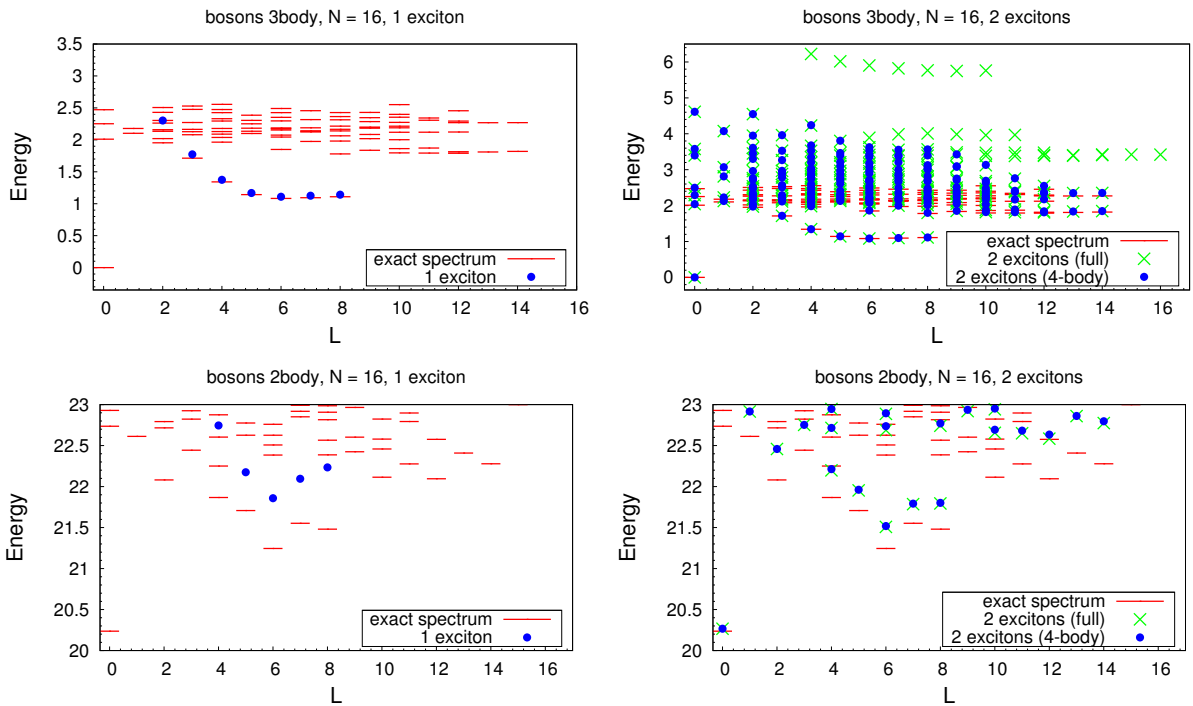 bosons 3body, N = 16, 1 exciton
3.5
3
2.5
2
1.5
1
0.5
0
Energy
0 2 4 6 8 10 12 14 16
L
exact spectrum
1 exciton
bosons 3body, N = 16, 2 excitons
6
5
4
3
2
1
0
Energy
0 2 4 6 8 10 12 14 16
L
exact spectrum
2 excitons (full)
2 excitons (4-body)
bosons 2body, N = 16, 1 exciton
23
22.5
22
21.5
21
20.5
20
Energy
0 2 4 6 8 10 12 14 16
L
exact spectrum
1 exciton
bosons 2body, N = 16, 2 excitons
23
22.5
22
21.5
21
20.5
20
Energy
0 2 4 6 8 10 12 14 16
L
exact spectrum
2 excitons (full)
2 excitons (4-body)